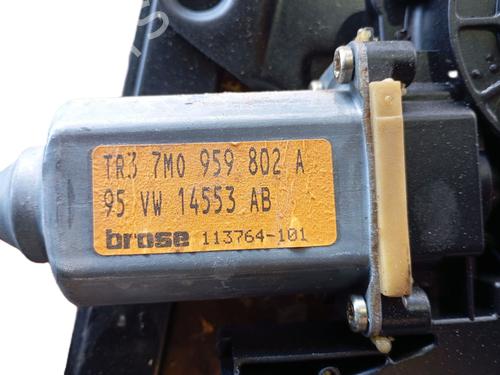 TR3 7M0 959 802 A
95 VW 14553 AB
brose 113764-101